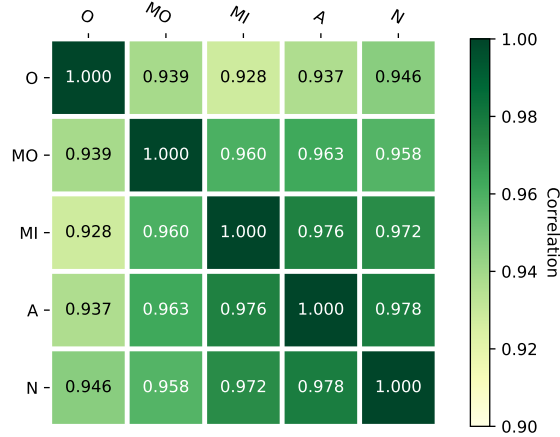 O MO MI A N
O 1.000 0.939 0.928 0.937 0.946
MO 0.939 1.000 0.960 0.963 0.958
MI 0.928 0.960 1.000 0.976 0.972
A 0.937 0.963 0.976 1.000 0.978
N 0.946 0.958 0.972 0.978 1.000
1.00
0.98
0.96
0.94
0.92
0.90
Correlation